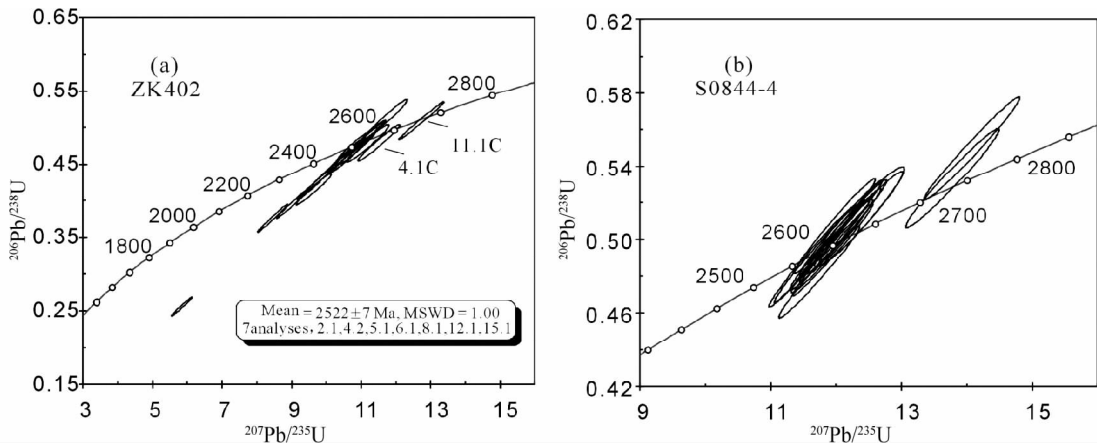 0.65
0.55
0.45
0.35
0.25
0.15
²⁰⁶Pb/²³⁸U
(a)
ZK402
1800
2000
2200
2400
2600
2800
11.1C
4.1C
Mean = 2522±7 Ma, MSWD = 1.00
7analyses, 2.1,4.2,5.1,6.1,8.1,12.1,15.1
3 5 7 9 11 13 15
²⁰⁷Pb/²³⁵U
0.62
0.58
0.54
0.50
0.46
0.42
²⁰⁶Pb/²³⁸U
(b)
S0844-4
2500
2600
2700
2800
9 11 13 15
²⁰⁷Pb/²³⁵U